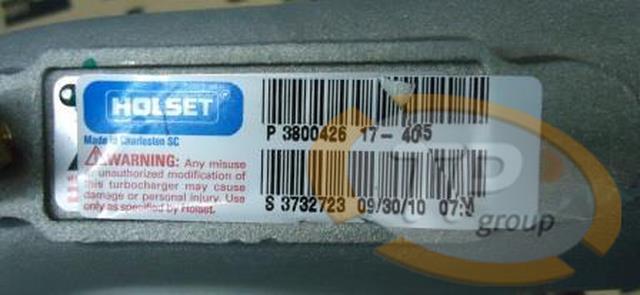 HOLSET
Made in Charleston SC
WARNING: Any misuse
or unauthorized modification of
this turbocharger may cause
damage or personal injury. Use
only as specified by Holset.
P 3800426 17-465
S 3732723 09/30/10
group